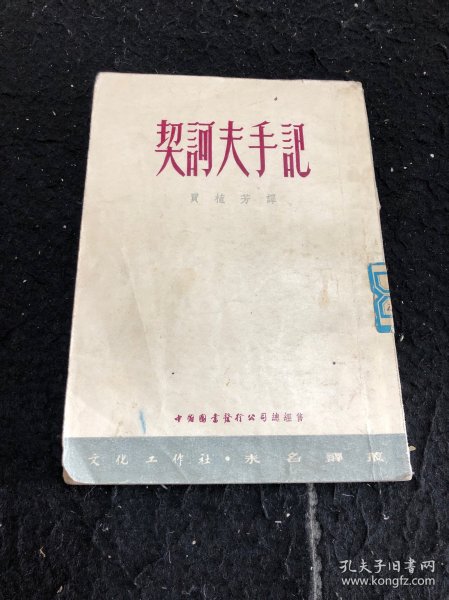 契訶夫手記
賈植芳譯
中國圖書發行公司總經售
文化工作社·未名譯叢
孔夫子旧书网
www.kongfz.com